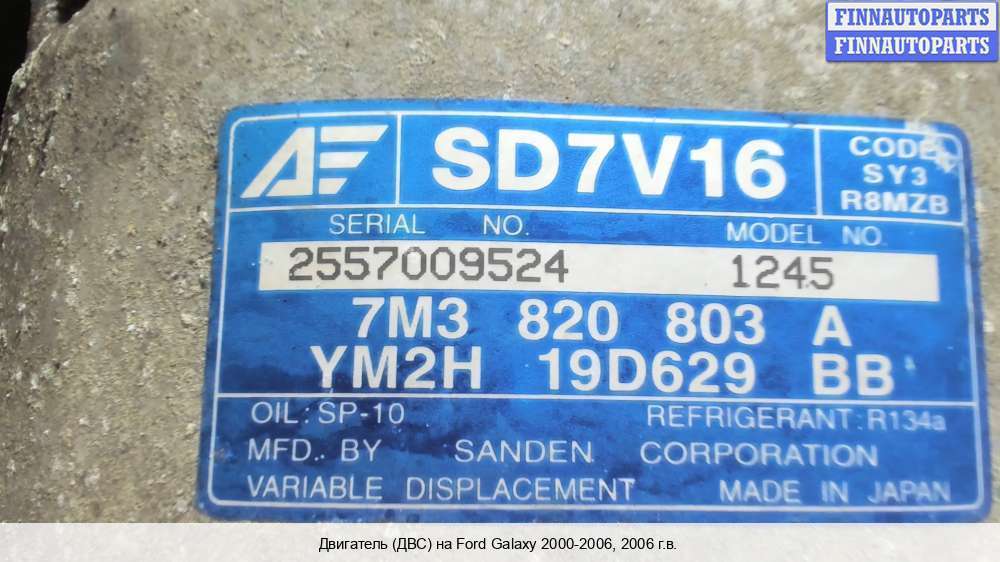 FINNAUTOPARTS
FINNAUTOPARTS
SD7V16
CODE
SY3
R8MZB
SERIAL NO.
MODEL NO.
2557009524 1245
7M3 820 803 A
YM2H 19D629 BB
OIL: SP-10 REFRIGERANT: R134a
MFD. BY SANDEN CORPORATION
VARIABLE DISPLACEMENT MADE IN JAPAN
Двигатель (ДВС) на Ford Galaxy 2000-2006, 2006 г.в.